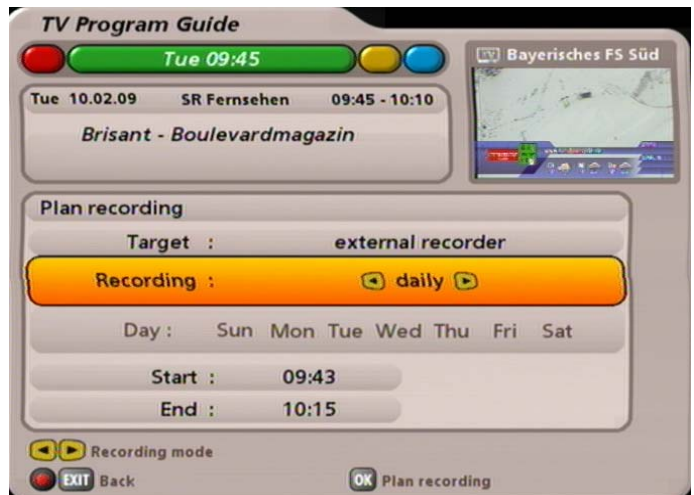 TV Program Guide
Tue 09:45
TV Bayerisches FS Süd
Tue 10.02.09 SR Fernsehen 09:45 - 10:10
Brisant - Boulevardmagazin
Plan recording
Target : external recorder
Recording : daily
Day : Sun Mon Tue Wed Thu Fri Sat
Start : 09:43
End : 10:15
Recording mode
EXIT Back
OK Plan recording